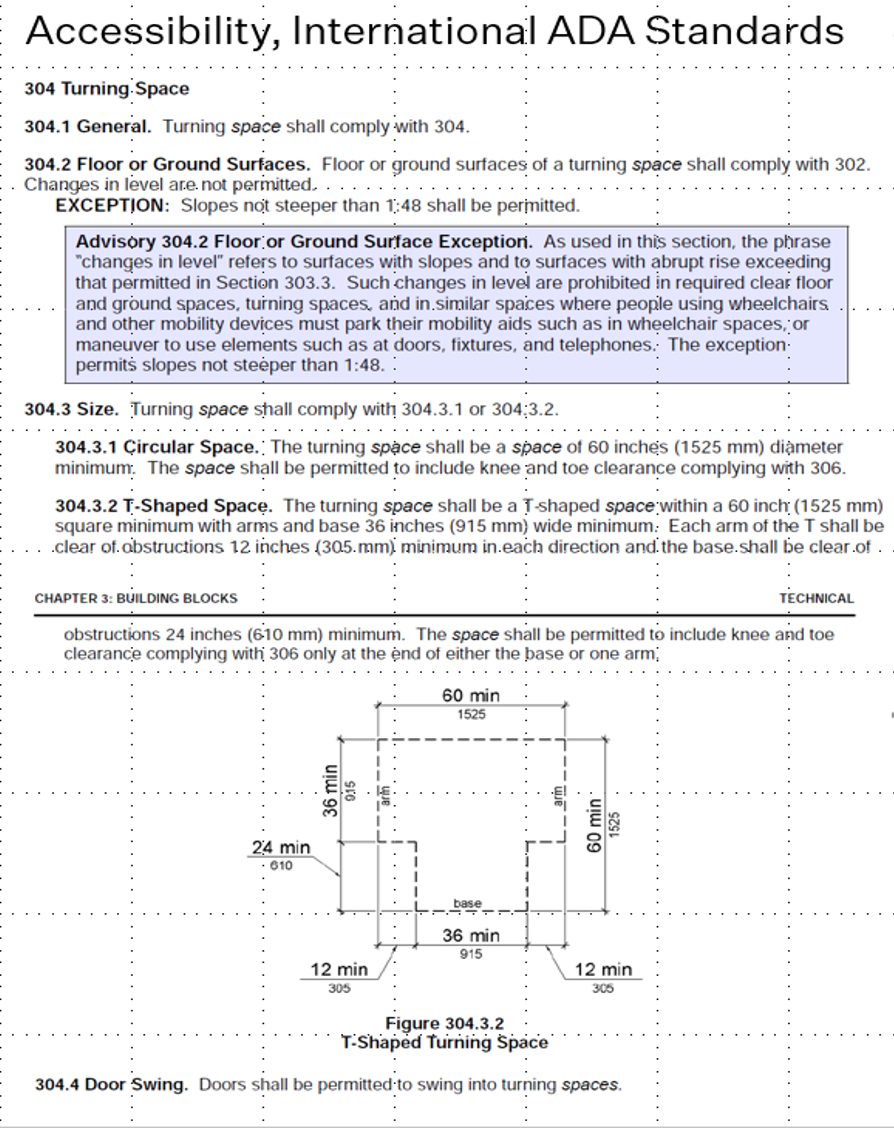 Accessibility, International ADA Standards
304 Turning Space
304.1 General. Turning space shall comply with 304.
304.2 Floor or Ground Surfaces. Floor or ground surfaces of a turning space shall comply with 302.
Changes in level are not permitted.
EXCEPTION: Slopes not steeper than 1:48 shall be permitted.
Advisory 304.2 Floor or Ground Surface Exception. As used in this section, the phrase
"changes in level" refers to surfaces with slopes and to surfaces with abrupt rise exceeding
that permitted in Section 303.3. Such changes in level are prohibited in required clear floor
and ground spaces, turning spaces, and in similar spaces where people using wheelchairs
and other mobility devices must park their mobility aids such as in wheelchair spaces, or
maneuver to use elements such as at doors, fixtures, and telephones. The exception
permits slopes not steeper than 1:48.
304.3 Size. Turning space shall comply with 304.3.1 or 304.3.2.
304.3.1 Circular Space. The turning space shall be a space of 60 inches (1525 mm) diameter
minimum. The space shall be permitted to include knee and toe clearance complying with 306.
304.3.2 T-Shaped Space. The turning space shall be a T-shaped space within a 60 inch (1525 mm)
square minimum with arms and base 36 inches (915 mm) wide minimum. Each arm of the T shall be
clear of obstructions 12 inches (305 mm) minimum in each direction and the base shall be clear of
CHAPTER 3: BUILDING BLOCKS TECHNICAL
obstructions 24 inches (610 mm) minimum. The space shall be permitted to include knee and toe
clearance complying with 306 only at the end of either the base or one arm.
60 min
1525
36 min
915
arm
arm
60 min
1525
24 min
610
base
36 min
915
12 min
305
12 min
305
Figure 304.3.2
T-Shaped Turning Space
304.4 Door Swing. Doors shall be permitted to swing into turning spaces.